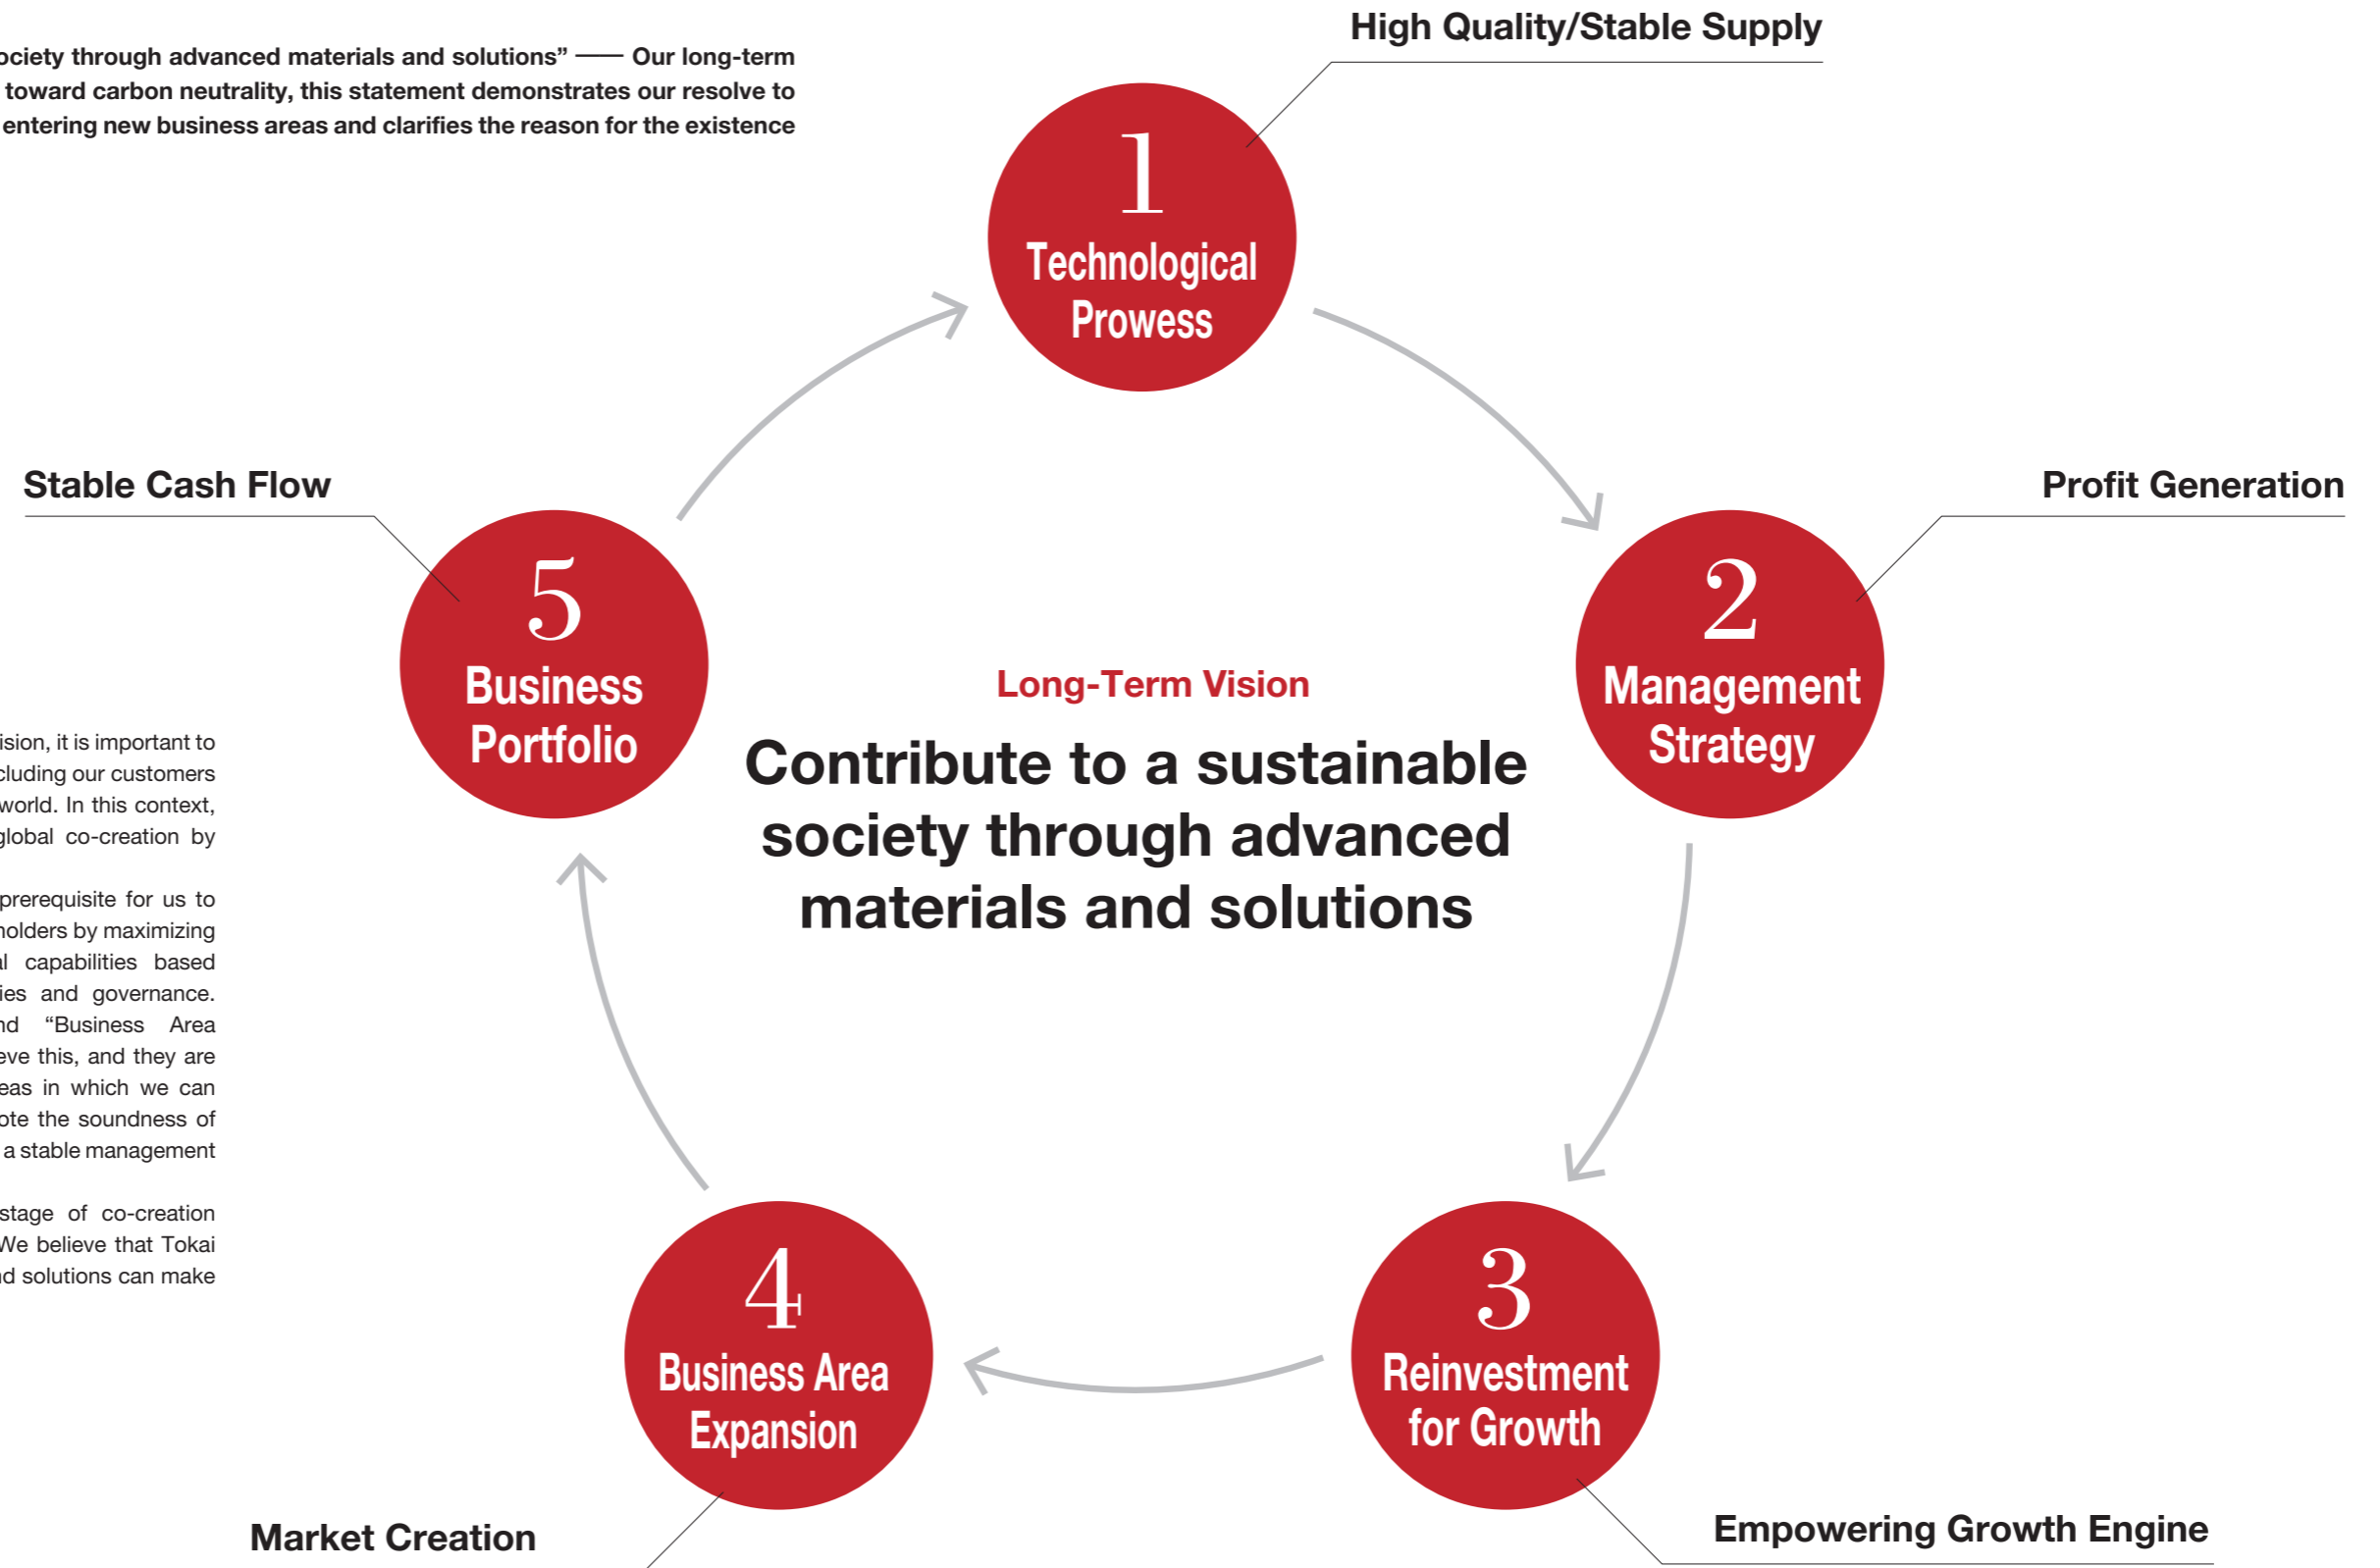 ociety through advanced materials and solutions” —— Our long-term
toward carbon neutrality, this statement demonstrates our resolve to
entering new business areas and clarifies the reason for the existence
High Quality/Stable Supply
1
Technological
Prowess
Stable Cash Flow
Profit Generation
5
Business
Portfolio
2
Management
Strategy
Long-Term Vision
Contribute to a sustainable
society through advanced
materials and solutions
ision, it is important to
cluding our customers
world. In this context,
global co-creation by
prerequisite for us to
holders by maximizing
al capabilities based
ies and governance.
nd “Business Area
eve this, and they are
eas in which we can
ote the soundness of
a stable management
stage of co-creation
We believe that Tokai
nd solutions can make
4
Business Area
Expansion
3
Reinvestment
for Growth
Market Creation
Empowering Growth Engine